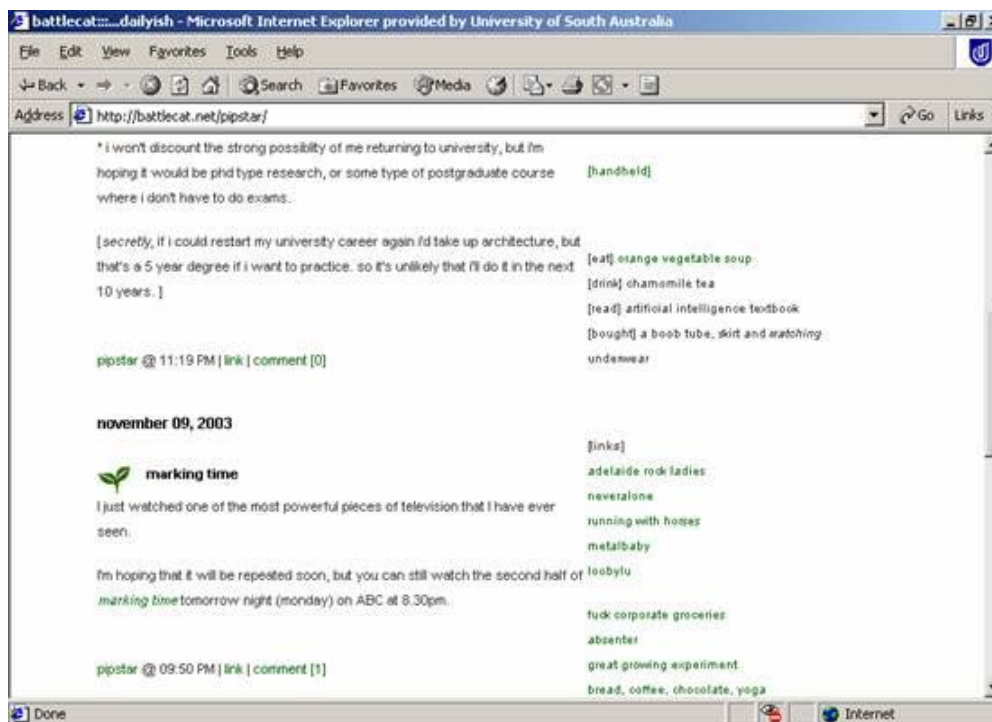 battlecat:::...dailyish - Microsoft Internet Explorer provided by University of South Australia
File Edit View Favorites Tools Help
Back Search Favorites Media
Address http://battlecat.net/pipstar/ Go Links
* i won't discount the strong possiblity of me returning to university, but i'm
hoping it would be phd type research, or some type of postgraduate course
where i don't have to do exams.
[ secretly, if i could restart my university career again i'd take up architecture, but
that's a 5 year degree if i want to practice. so it's unlikely that i'll do it in the next
10 years. ]
pipstar @ 11:19 PM | link | comment [0]
november 09, 2003
marking time
I just watched one of the most powerful pieces of television that I have ever
seen.
I'm hoping that it will be repeated soon, but you can still watch the second half of
marking time tomorrow night (monday) on ABC at 8.30pm.
pipstar @ 09:50 PM | link | comment [1]
[handheld]
[eat] orange vegetable soup
[drink] chamomile tea
[read] artificial intelligence textbook
[bought] a boob tube, skirt and matching
underwear
[links]
adelaide rock ladies
neveralone
running with horses
metalbaby
loobylu
fuck corporate groceries
absenter
great growing experiment
bread, coffee, chocolate, yoga
Done Internet